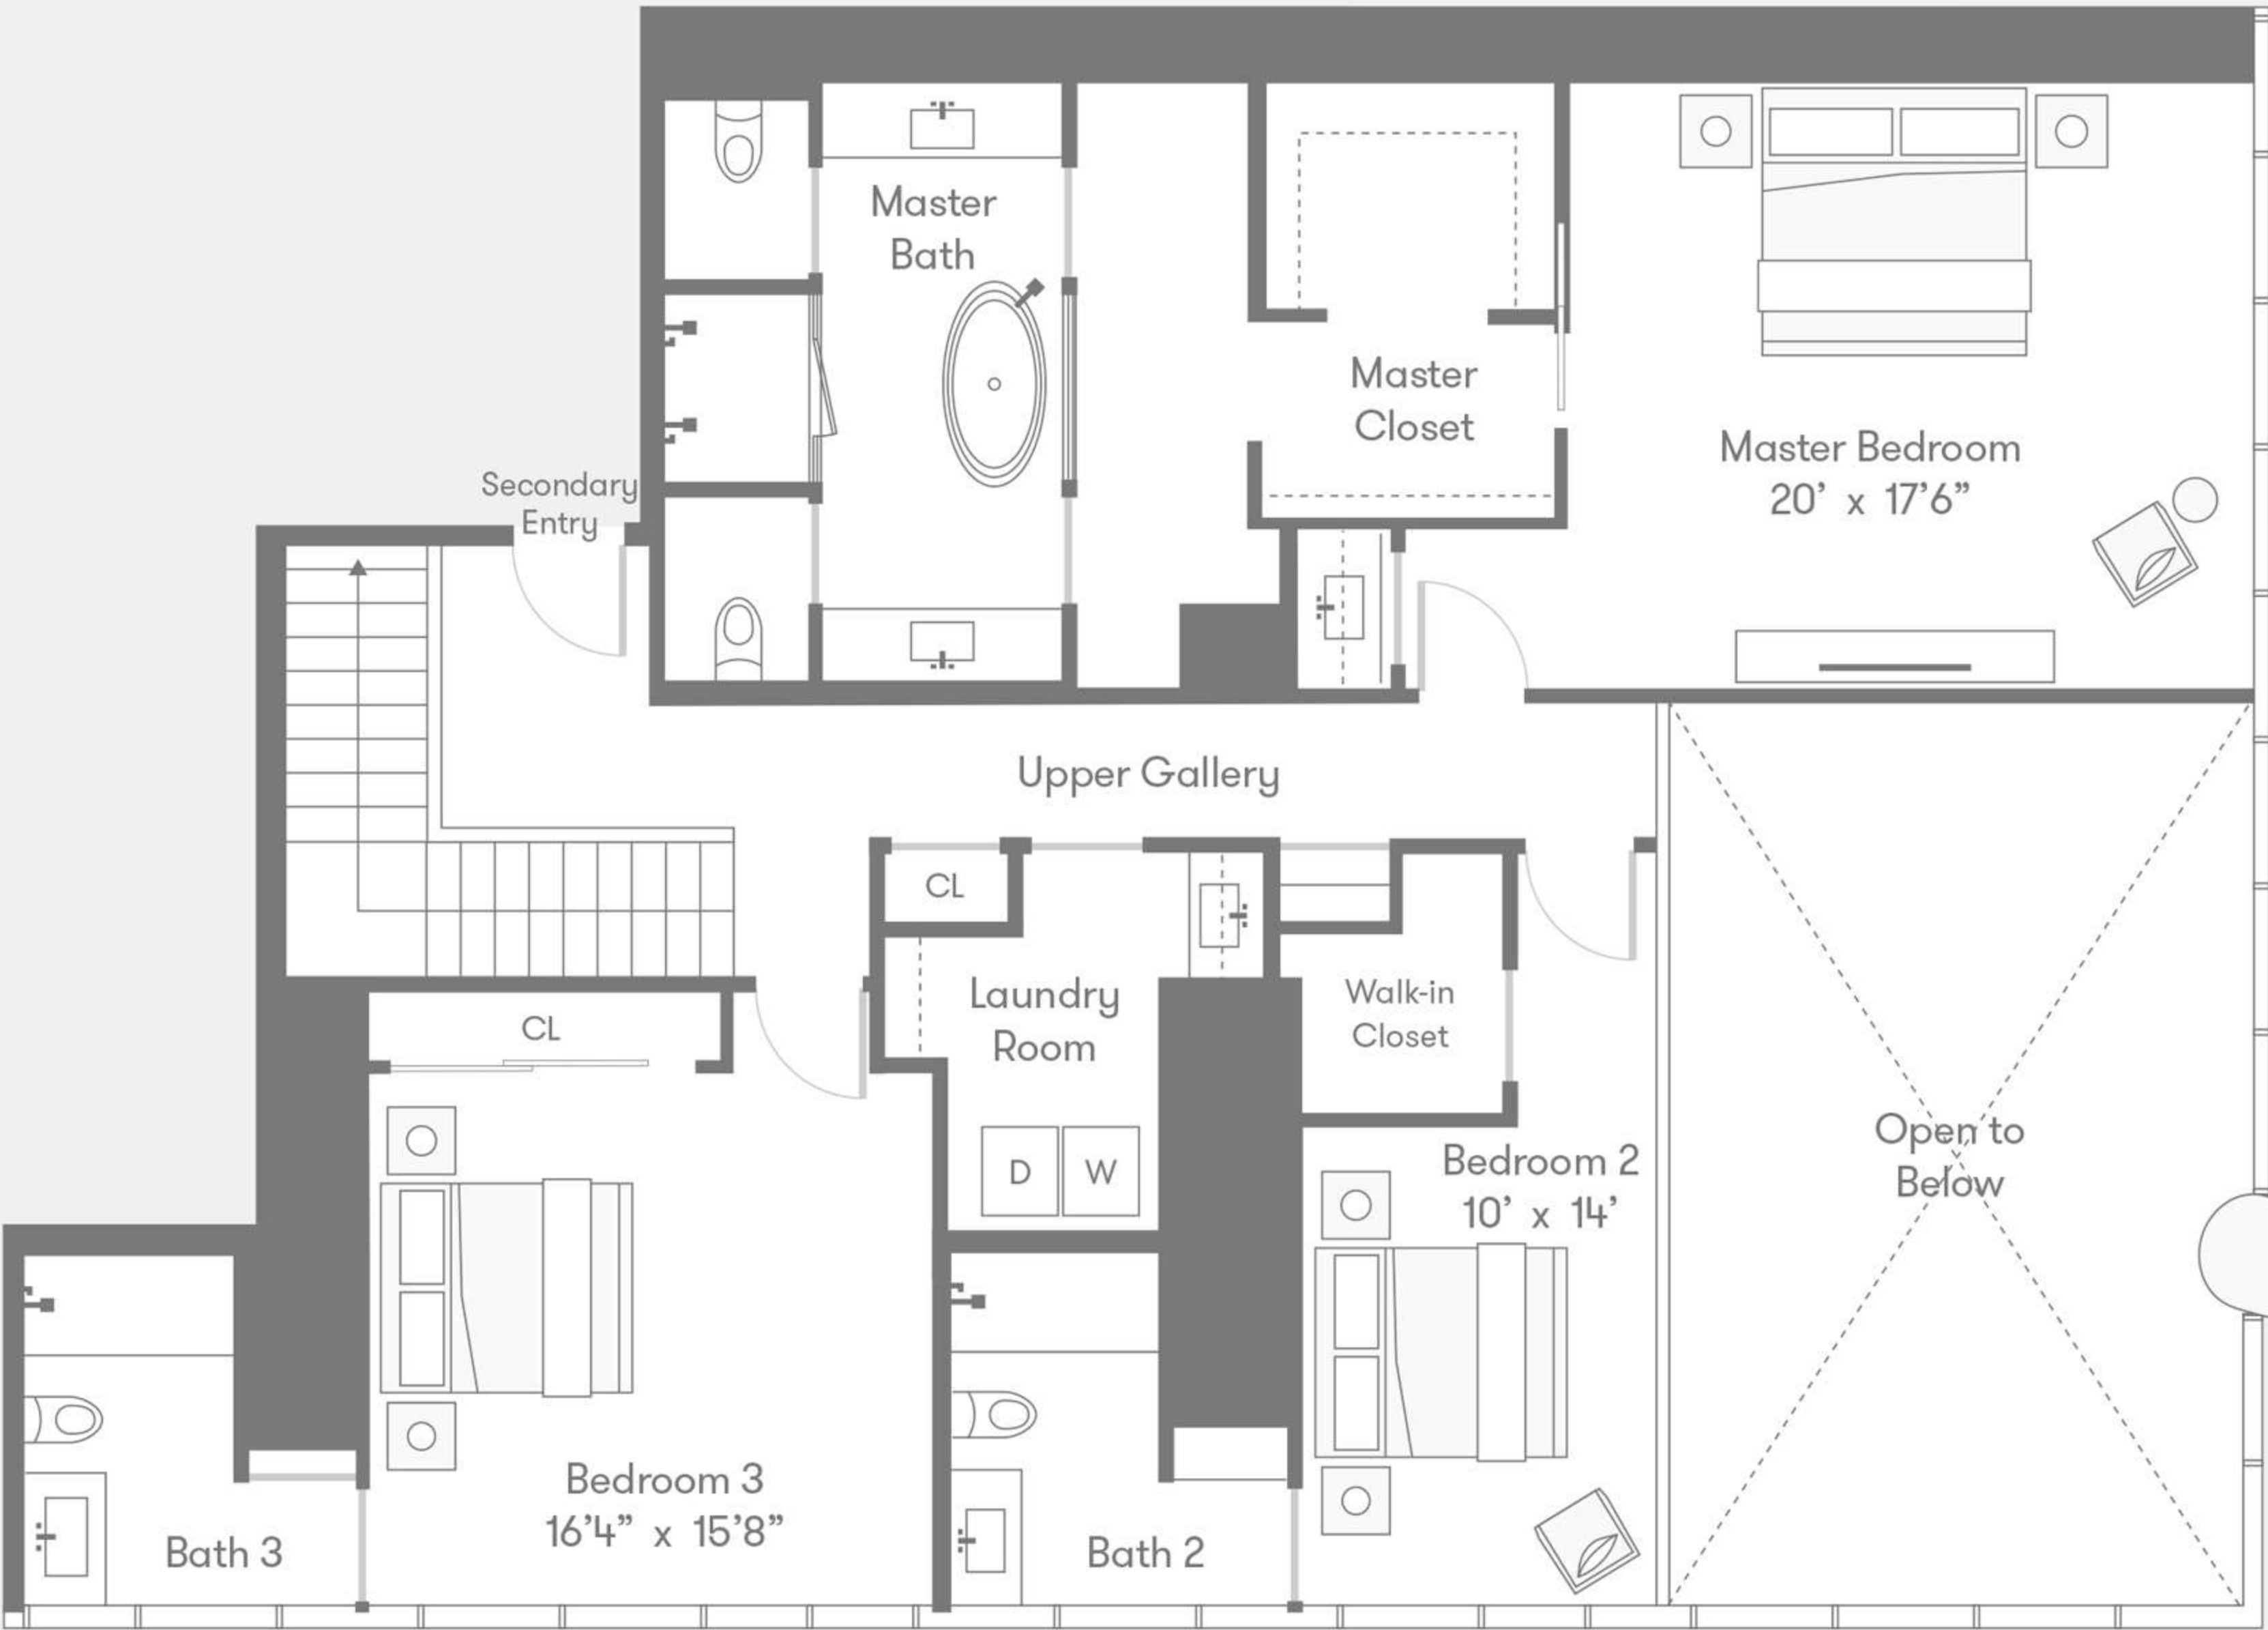 Master
Bath
Master
Closet
Master Bedroom
20’ x 17’6”
Secondary
Entry
Upper Gallery
CL
Laundry
Room
Walk-in
Closet
CL
D
W
Bedroom 2
10’ x 14’
Open to
Below
Bedroom 3
16’4” x 15’8”
Bath 3
Bath 2